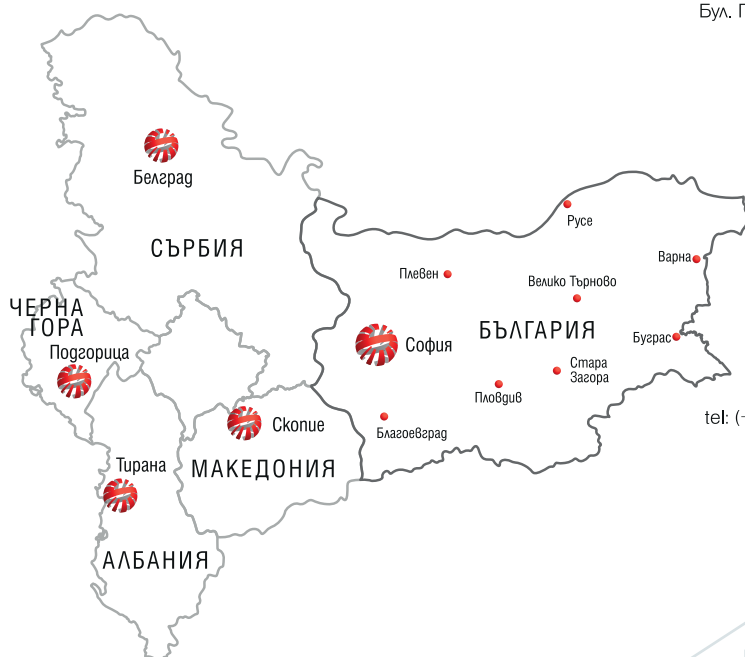 Бул. Г
Белград
СЪРБИЯ
Русе
Варна
Плевен
Велико Търново
ЧЕРНА
ГОРА
Подгорица
София
БЪЛГАРИЯ
Буграс
Стара
Загора
Пловдив
Скопие
Благоевград
tel: (-
Тирана
МАКЕДОНИЯ
АЛБАНИЯ